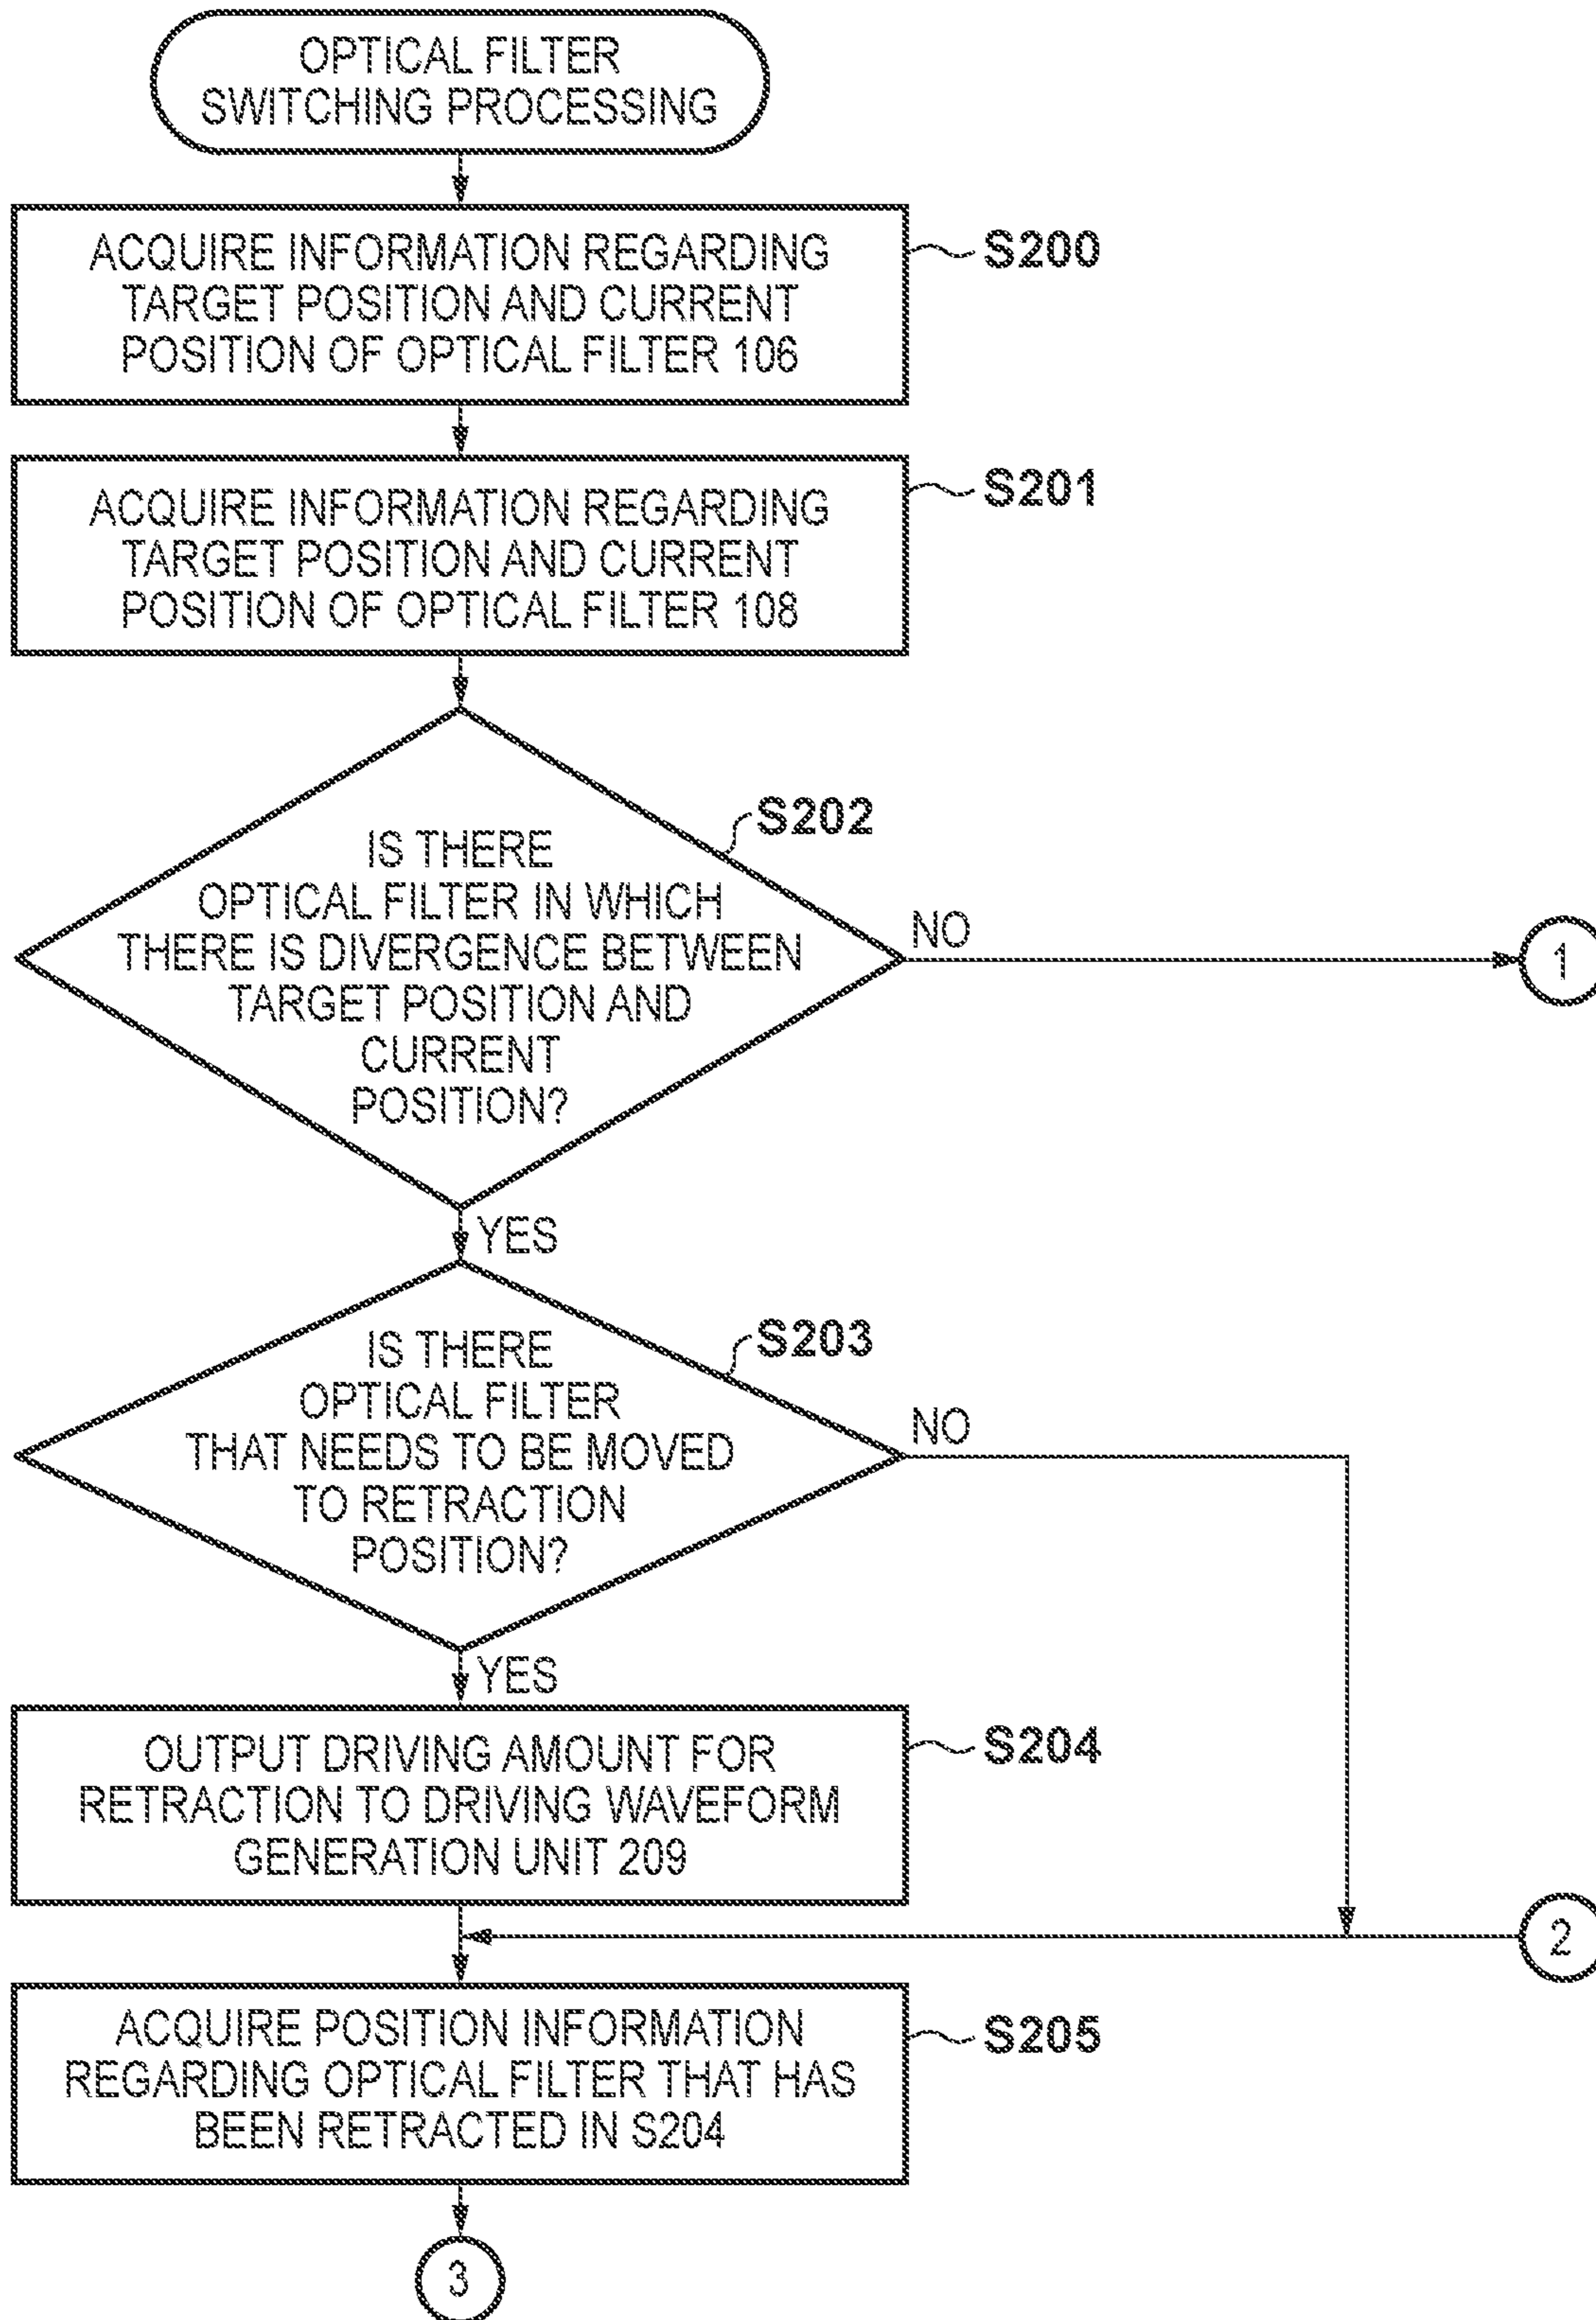 OPTICAL FILTER
SWITCHING PROCESSING
ACQUIRE INFORMATION REGARDING
TARGET POSITION AND CURRENT
POSITION OF OPTICAL FILTER 106
S200
ACQUIRE INFORMATION REGARDING
TARGET POSITION AND CURRENT
POSITION OF OPTICAL FILTER 108
S201
IS THERE
OPTICAL FILTER IN WHICH
THERE IS DIVERGENCE BETWEEN
TARGET POSITION AND
CURRENT
POSITION?
S202
NO
1
YES
IS THERE
OPTICAL FILTER
THAT NEEDS TO BE MOVED
TO RETRACTION
POSITION?
S203
NO
YES
OUTPUT DRIVING AMOUNT FOR
RETRACTION TO DRIVING WAVEFORM
GENERATION UNIT 209
S204
2
ACQUIRE POSITION INFORMATION
REGARDING OPTICAL FILTER THAT HAS
BEEN RETRACTED IN S204
S205
3